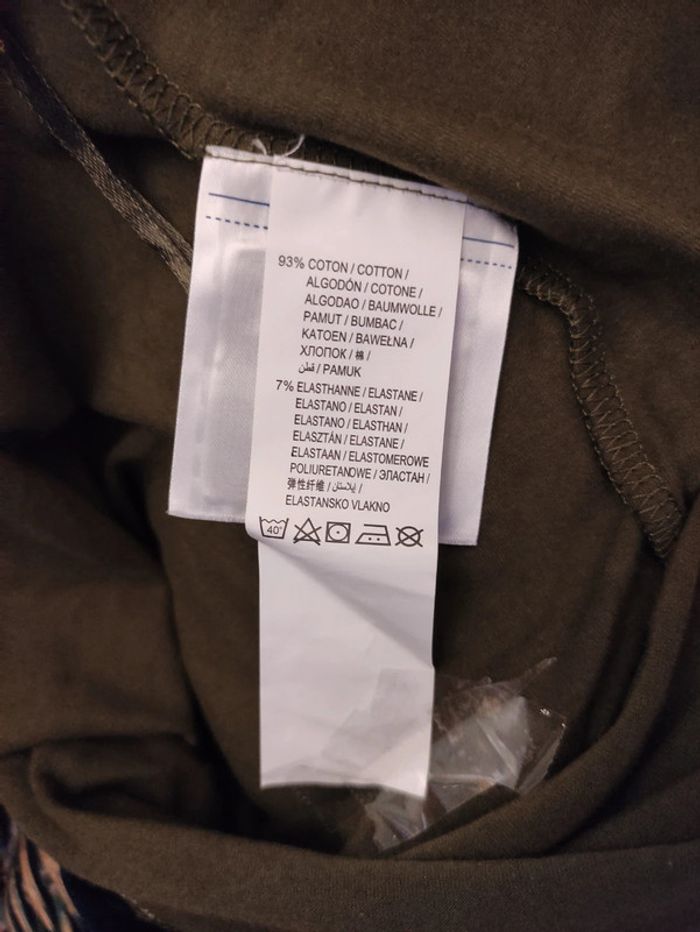 93% COTON / COTTON /
ALGODÓN / COTONE /
ALGODAO / BAUMWOLLE /
PAMUT / BUMBAC /
KATOEN / BAWEŁNA /
ХЛОПОК / 棉 /
قطن / PAMUK
7% ELASTHANNE / ELASTANE /
ELASTANO / ELASTAN /
ELASTANO / ELASTHAN /
ELASZTÁN / ELASTANE /
ELASTAAN / ELASTOMEROWE
POLIURETANOWE / ЭЛАСТАН /
弹性纤维 / إيلاستان /
ELASTANSKO VLAKNO
40°